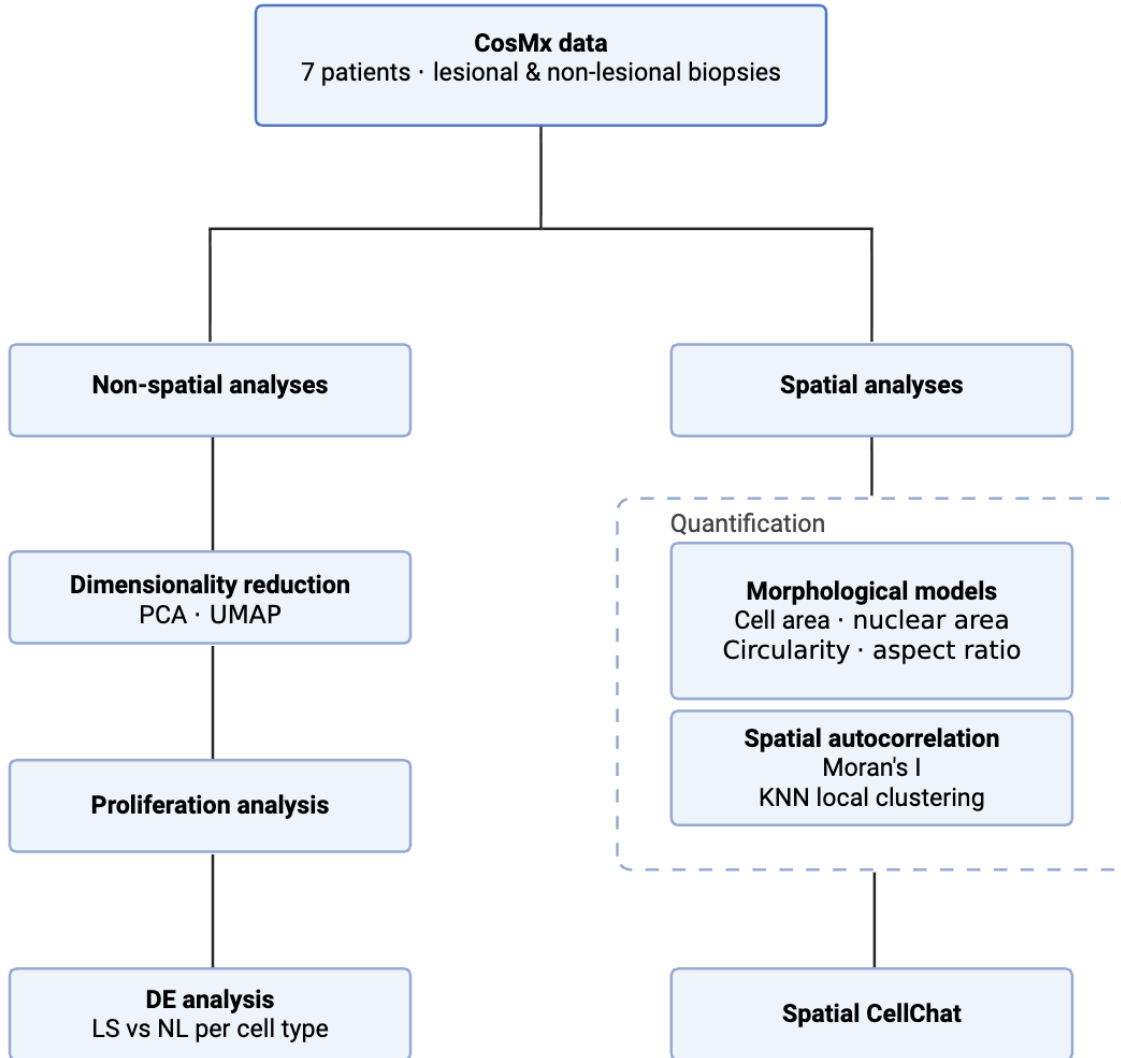 CosMx data
7 patients · lesional & non-lesional biopsies
Non-spatial analyses
Spatial analyses
Dimensionality reduction
PCA · UMAP
Proliferation analysis
DE analysis
LS vs NL per cell type
Quantification
Morphological models
Cell area · nuclear area
Circularity · aspect ratio
Spatial autocorrelation
Moran's I
KNN local clustering
Spatial CellChat